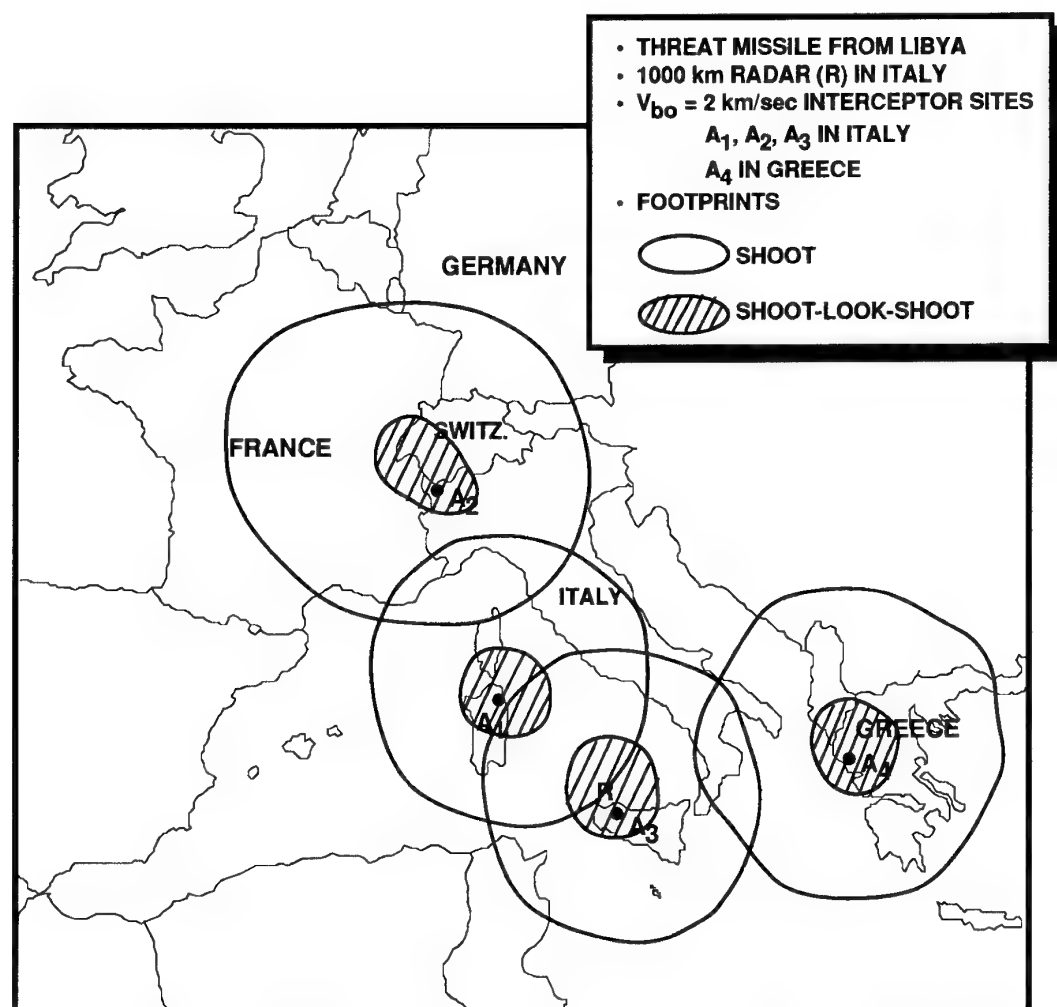 • THREAT MISSILE FROM LIBYA
• 1000 km RADAR (R) IN ITALY
• Vbo = 2 km/sec INTERCEPTOR SITES
A1, A2, A3 IN ITALY
A4 IN GREECE
• FOOTPRINTS
SHOOT
SHOOT-LOOK-SHOOT
GERMANY
FRANCE
SWITZ.
A2
ITALY
A1
GREECE
A4
R
A3